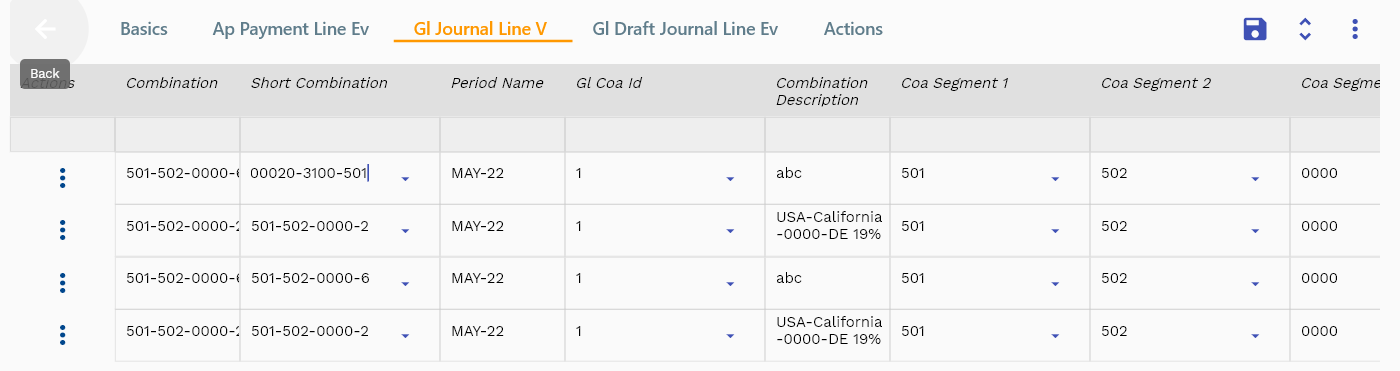 Basics Ap Payment Line Ev Gl Journal Line V Gl Draft Journal Line Ev Actions
Back
Actions Combination Short Combination Period Name Gl Coa Id Combination Description Coa Segment 1 Coa Segment 2 Coa Segme
501-502-0000-6 00020-3100-501 MAY-22 1 abc 501 502 0000
501-502-0000-2 501-502-0000-2 MAY-22 1 USA-California -0000-DE 19% 501 502 0000
501-502-0000-6 501-502-0000-6 MAY-22 1 abc 501 502 0000
501-502-0000-2 501-502-0000-2 MAY-22 1 USA-California -0000-DE 19% 501 502 0000